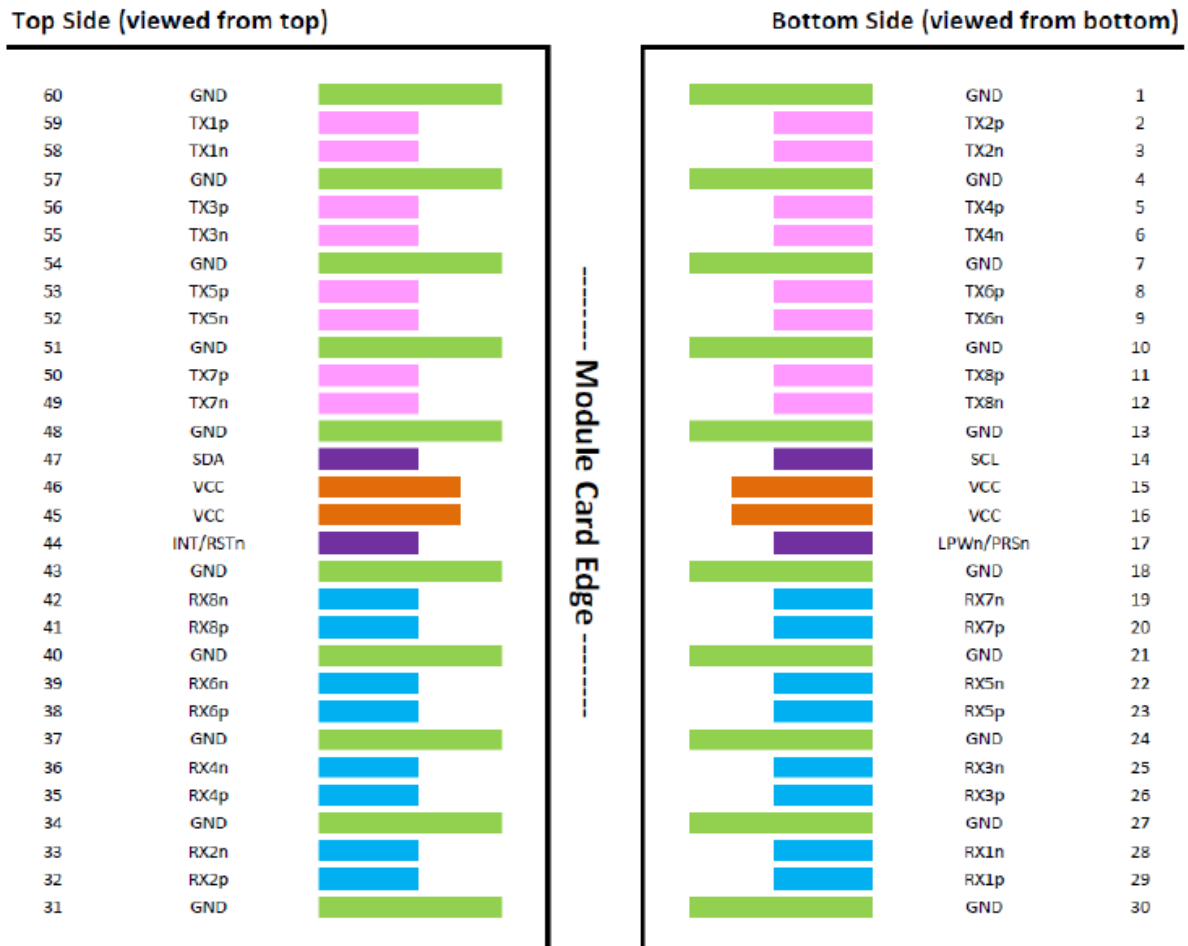 Top Side (viewed from top) Bottom Side (viewed from bottom)
60 GND GND 1
59 TX1p TX2p 2
58 TX1n TX2n 3
57 GND GND 4
56 TX3p TX4p 5
55 TX3n TX4n 6
54 GND GND 7
53 TX5p TX6p 8
52 TX5n TX6n 9
51 GND GND 10
50 TX7p TX8p 11
49 TX7n TX8n 12
48 GND GND 13
47 SDA SCL 14
46 VCC VCC 15
45 VCC VCC 16
44 INT/RSTn LPWn/PRSn 17
43 GND GND 18
42 RX8n RX7n 19
41 RX8p RX7p 20
40 GND GND 21
39 RX6n RX5n 22
38 RX6p RX5p 23
37 GND GND 24
36 RX4n RX3n 25
35 RX4p RX3p 26
34 GND GND 27
33 RX2n RX1n 28
32 RX2p RX1p 29
31 GND GND 30
------- Module Card Edge -------